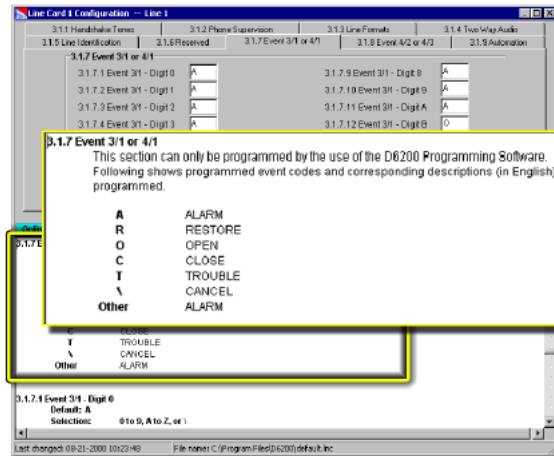 Line Card 1 Configuration -- Line 1
3.1.1 Handshake Tones 3.1.2 Phone Supervision 3.1.3 Line Formats 3.1.4 Two Way Audio
3.1.5 Line Identification 3.1.6 Reserved 3.1.7 Event 3/1 or 4/1 3.1.8 Event 4/2 or 4/3 3.1.9 Automation
3.1.7 Event 3/1 or 4/1
3.1.7.1 Event 3/1 - Digit 0 A 3.1.7.9 Event 3/1 - Digit 8 A
3.1.7.2 Event 3/1 - Digit 1 A 3.1.7.10 Event 3/1 - Digit 9 A
3.1.7.3 Event 3/1 - Digit 2 A 3.1.7.11 Event 3/1 - Digit A A
3.1.7.4 Event 3/1 - Digit 3 A 3.1.7.12 Event 3/1 - Digit B O
3.1.7 Event 3/1 or 4/1
This section can only be programmed by the use of the D6200 Programming Software.
Following shows programmed event codes and corresponding descriptions (in English)
programmed.
A ALARM
R RESTORE
O OPEN
C CLOSE
T TROUBLE
\ CANCEL
Other ALARM
3.1.7 E
C CLOSE
T TROUBLE
\ CANCEL
Other ALARM
3.1.7.1 Event 3/1 - Digit 0
Default: A
Selection: 0 to 9, A to Z, or \
Last changed: 08-21-2000 10:23:48 File name: C:\Program Files\D6200\default.lnc